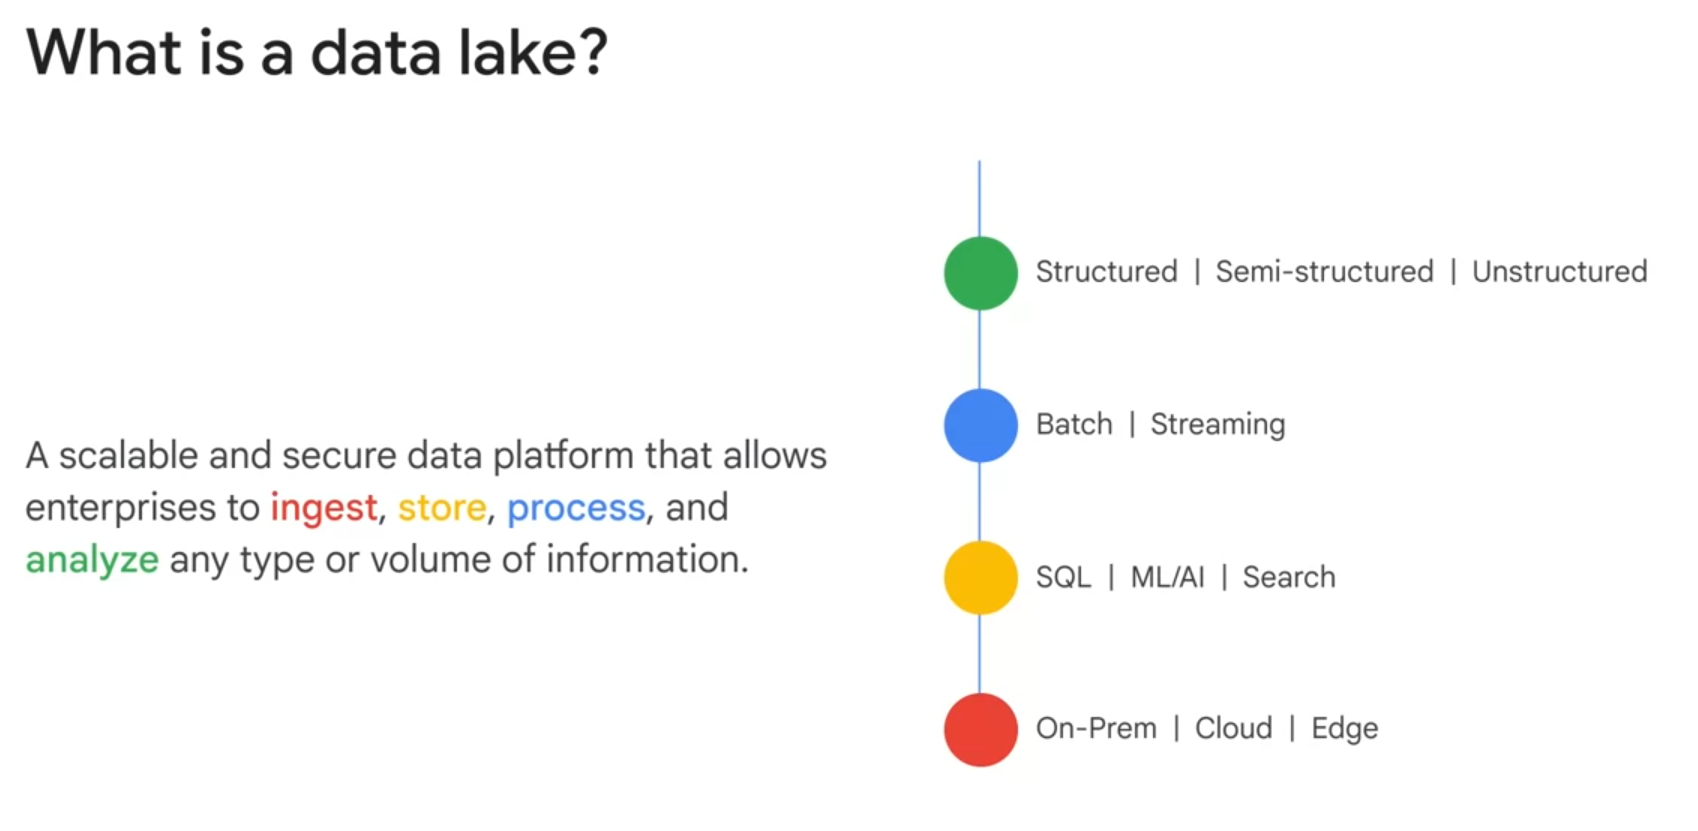 What is a data lake?
A scalable and secure data platform that allows
enterprises to ingest, store, process, and
analyze any type or volume of information.
Structured | Semi-structured | Unstructured
Batch | Streaming
SQL | ML/AI | Search
On-Prem | Cloud | Edge